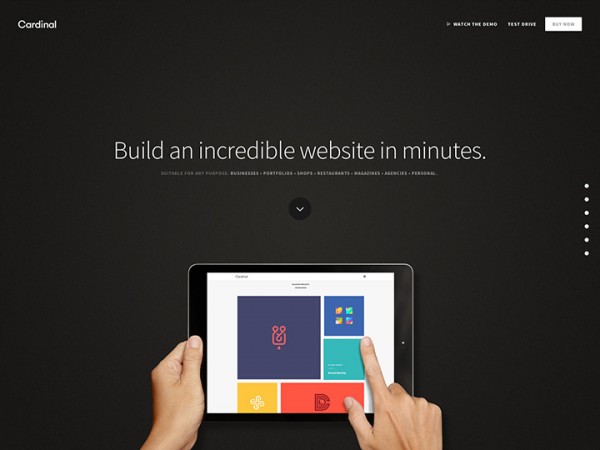 Cardinal
WATCH THE DEMO
TEST DRIVE
BUY NOW
Build an incredible website in minutes.
SUITABLE FOR ANY PURPOSE: BUSINESSES • PORTFOLIOS • SHOPS • RESTAURANTS • MAGAZINES • AGENCIES • PERSONAL.
Cardinal